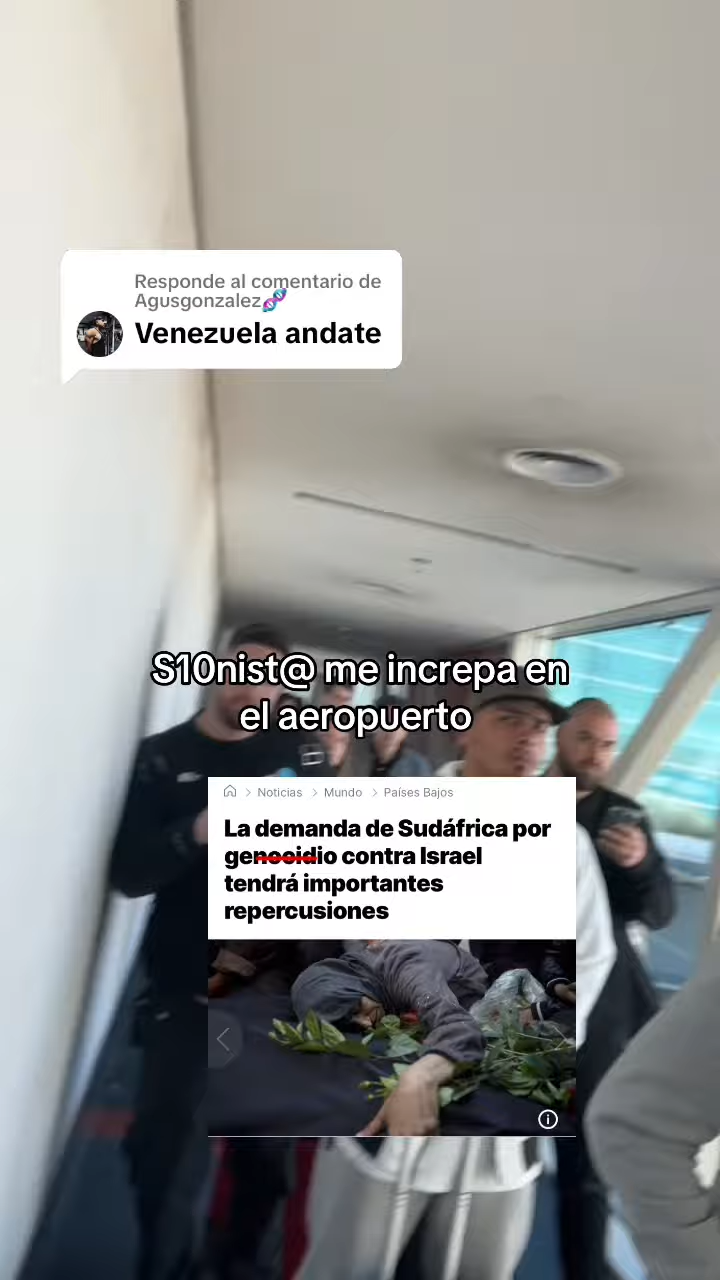 Responde al comentario de
Agusgonzalez🧬
Venezuela andate
S10nist@ me increpa en
el aeropuerto
Noticias > Mundo > Países Bajos
La demanda de Sudáfrica por
genocidio contra Israel
tendrá importantes
repercusiones